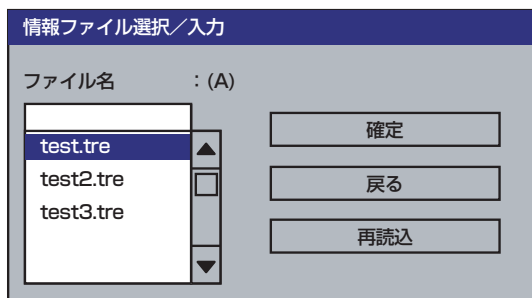 情報ファイル選択／入力
ファイル名 : (A)
test.tre
test2.tre
test3.tre
確定
戻る
再読込